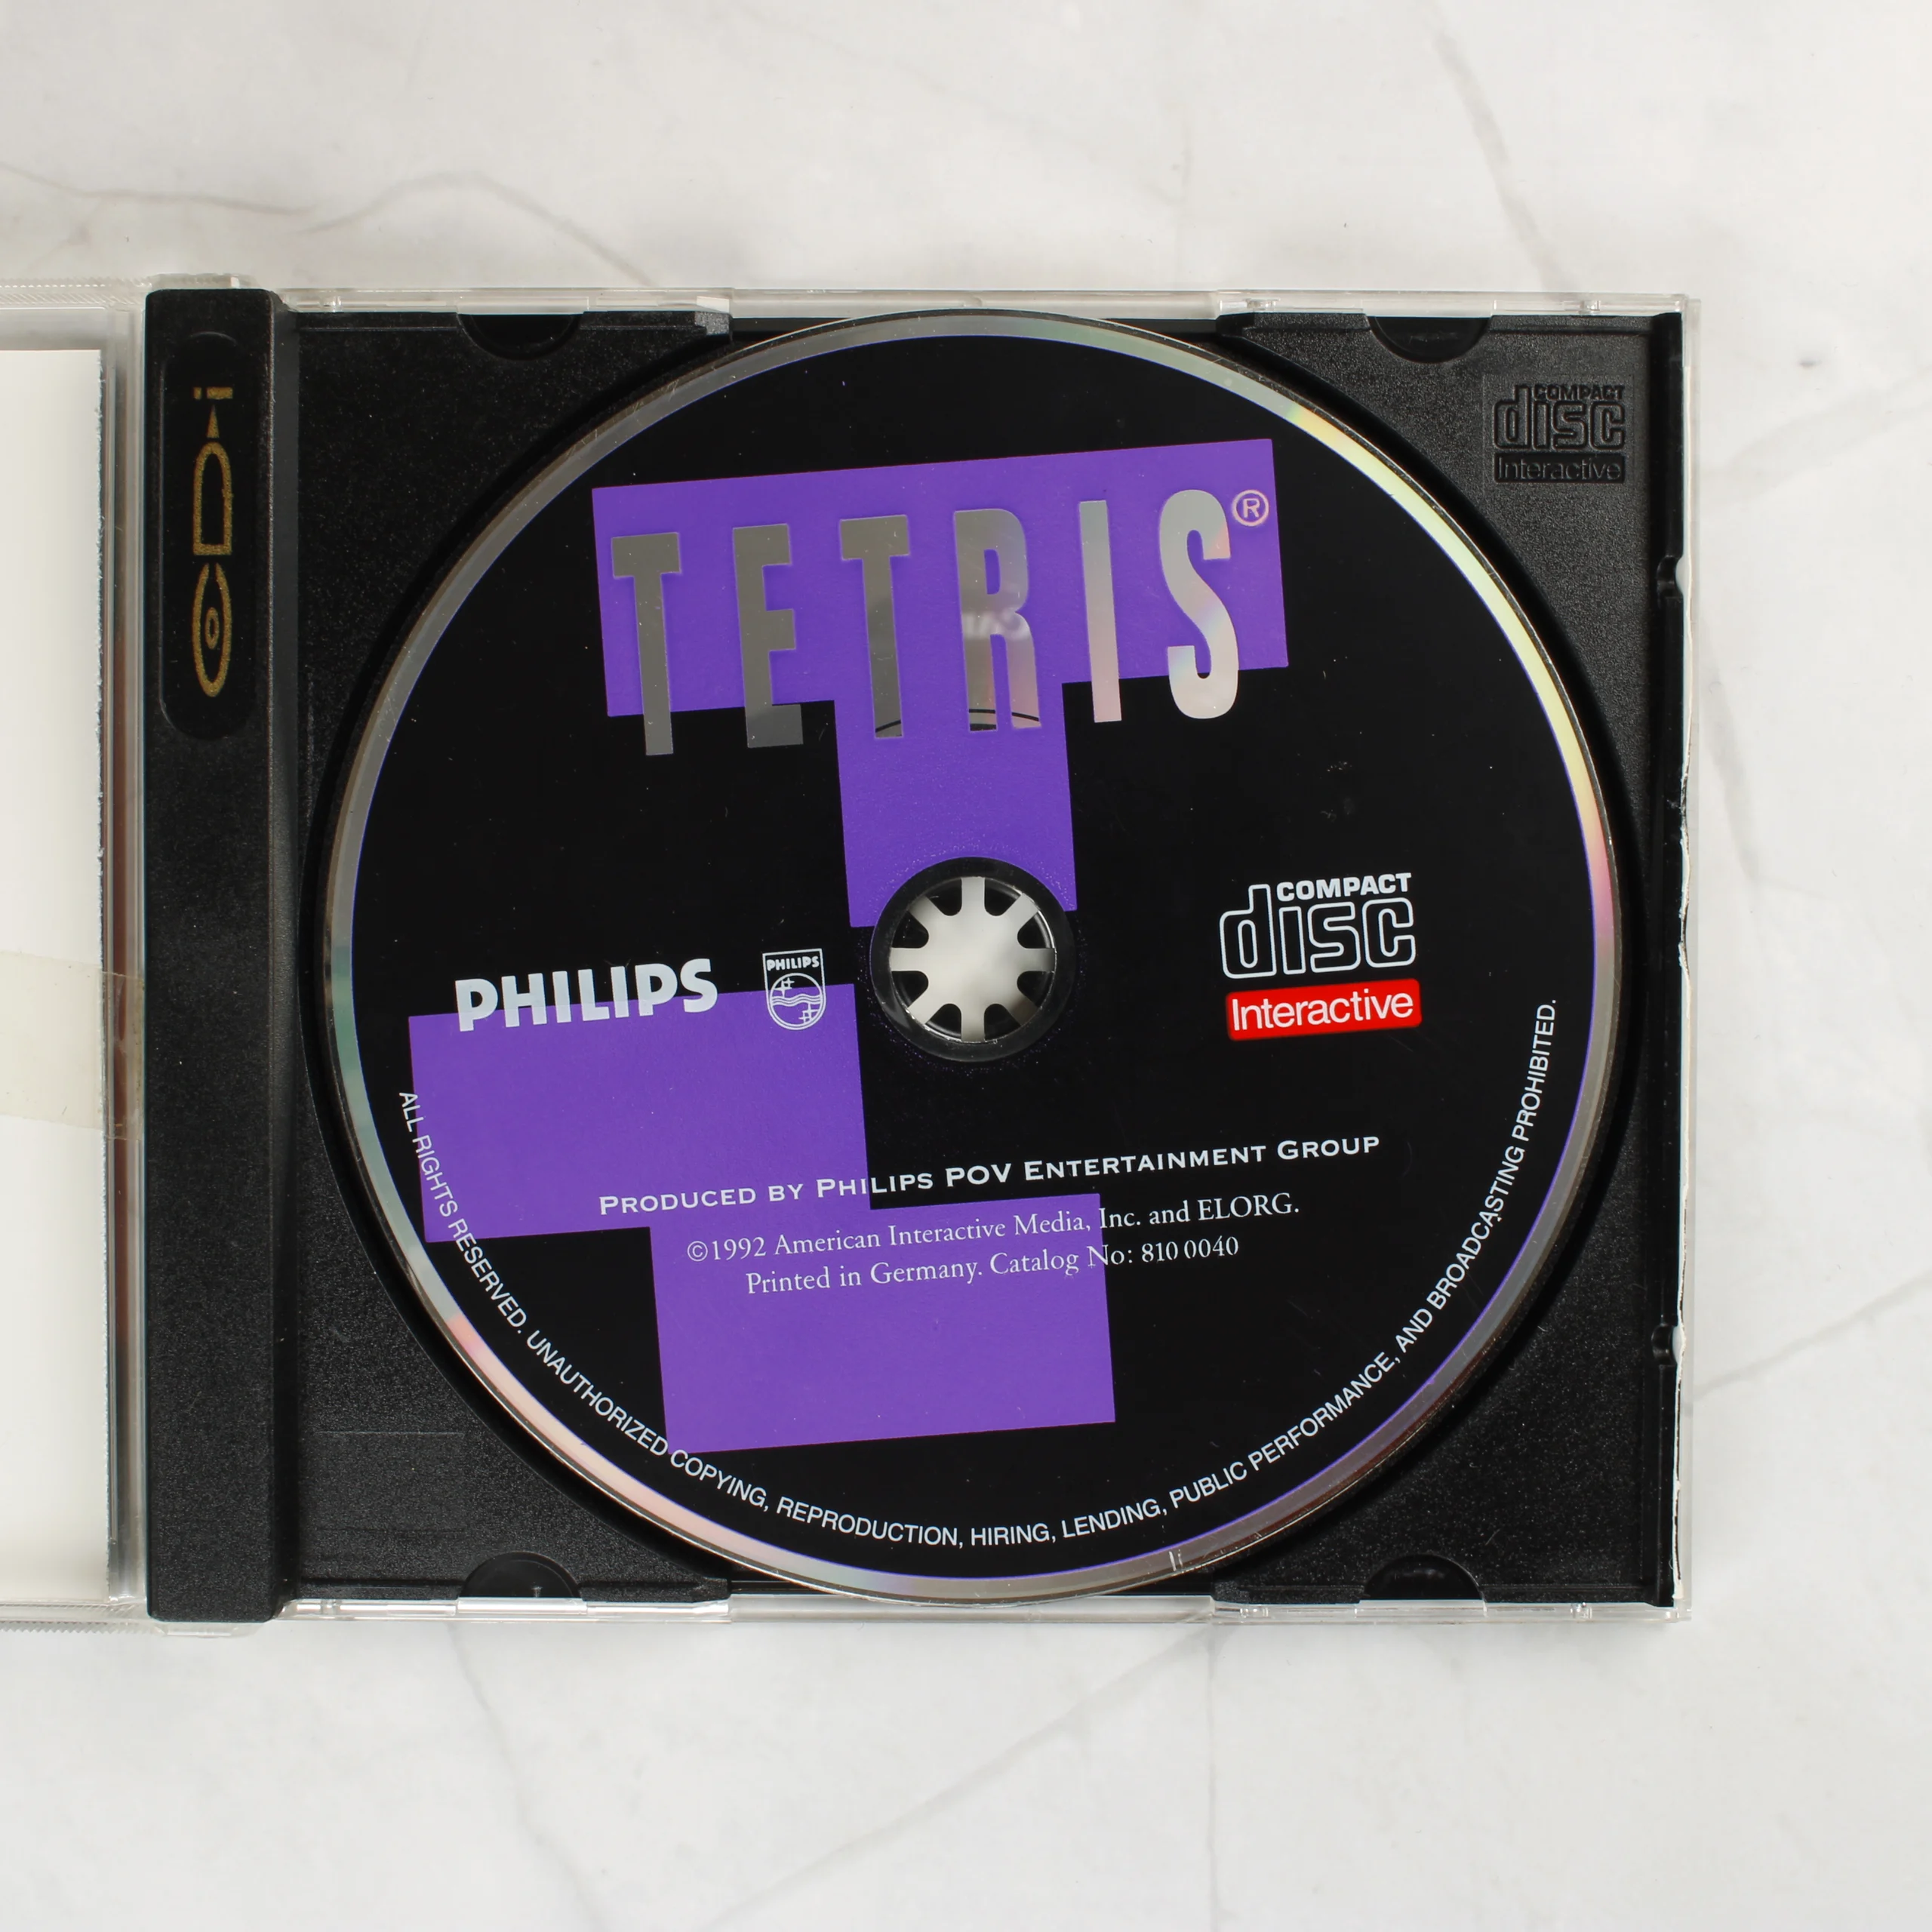 CD-i
COMPACT
disc
Interactive
TETRIS®
PHILIPS
PHILIPS
COMPACT
disc
Interactive
PRODUCED BY PHILIPS POV ENTERTAINMENT GROUP
©1992 American Interactive Media, Inc. and ELORG.
Printed in Germany. Catalog No: 810 0040
ALL RIGHTS RESERVED. UNAUTHORIZED COPYING, REPRODUCTION, HIRING, LENDING, PUBLIC PERFORMANCE, AND BROADCASTING PROHIBITED.